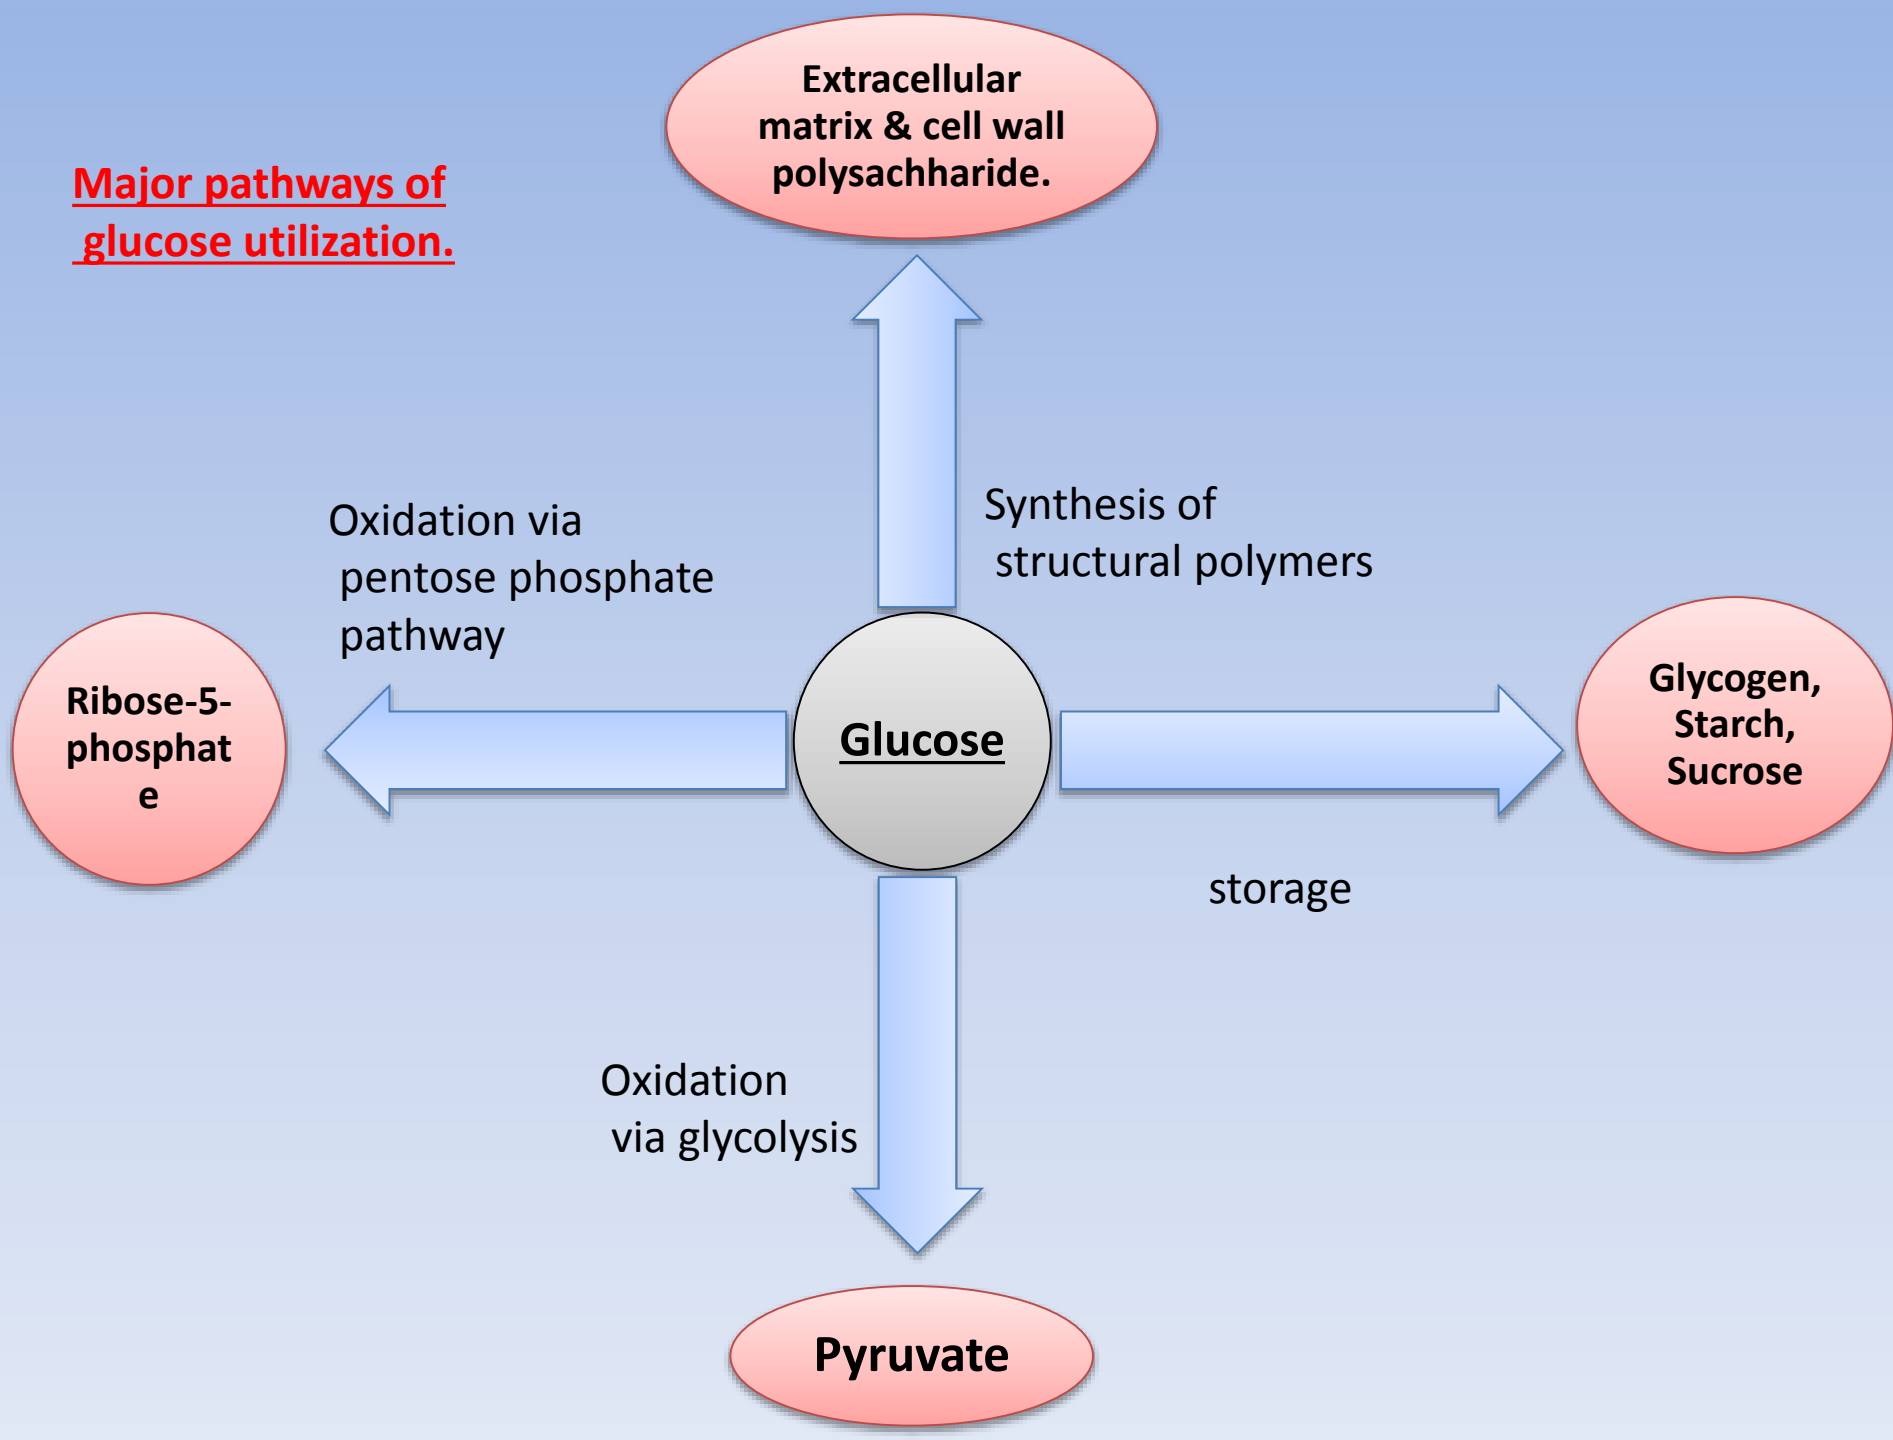 Extracellular
matrix & cell wall
polysachharide.
Major pathways of
glucose utilization.
Synthesis of
structural polymers
Oxidation via
pentose phosphate
pathway
Ribose-5-
phosphat
e
Glucose
Glycogen,
Starch,
Sucrose
storage
Oxidation
via glycolysis
Pyruvate